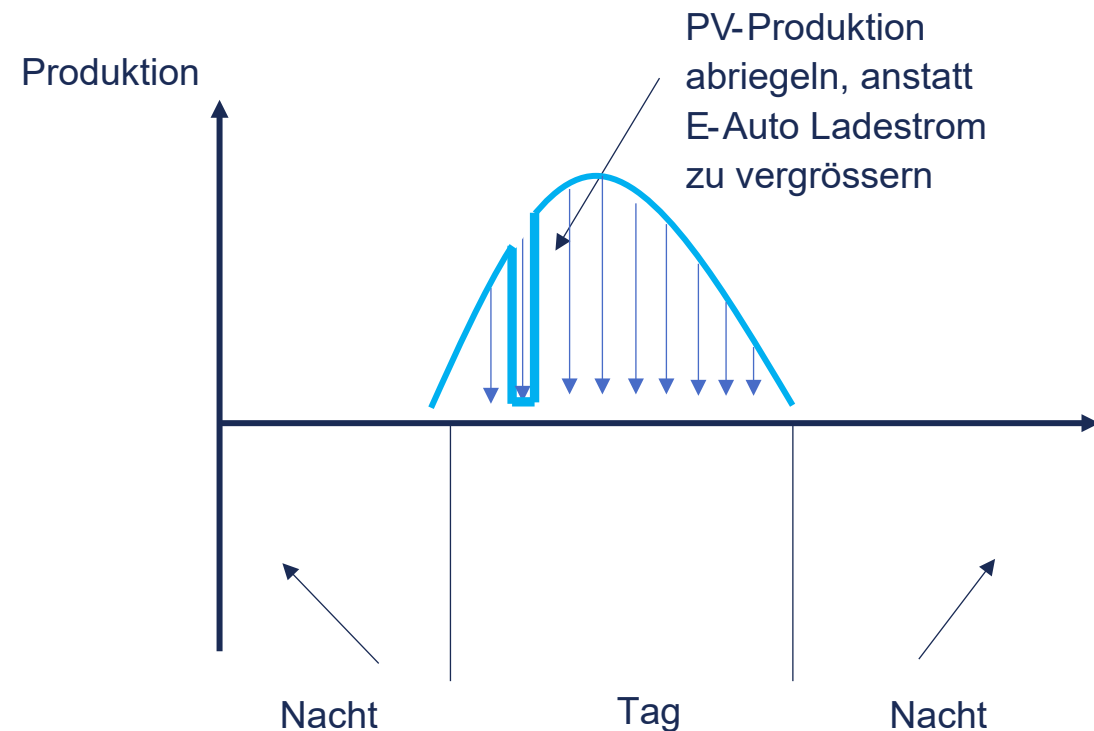 PV-Produktion
abriegeln, anstatt
E-Auto Ladestrom
zu vergrössern
Produktion
Nacht
Tag
Nacht